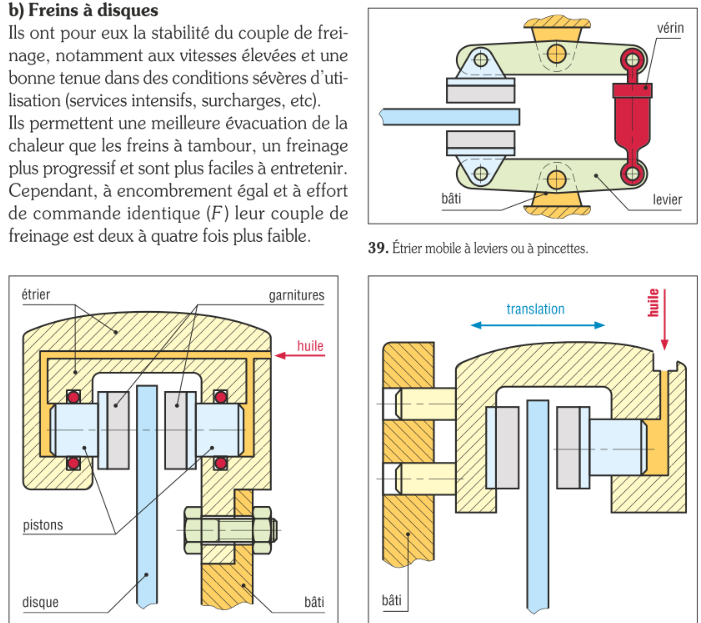 b) Freins à disques
Ils ont pour eux la stabilité du couple de frei-
nage, notamment aux vitesses élevées et une
bonne tenue dans des conditions sévères d'uti-
lisation (services intensifs, surcharges, etc).
Ils permettent une meilleure évacuation de la
chaleur que les freins à tambour, un freinage
plus progressif et sont plus faciles à entretenir.
Cependant, à encombrement égal et à effort
de commande identique (F) leur couple de
freinage est deux à quatre fois plus faible.
vérin
bâti
levier
39. Étrier mobile à leviers ou à pincettes.
étrier
garnitures
huile
pistons
disque
bâti
translation
huile
bâti